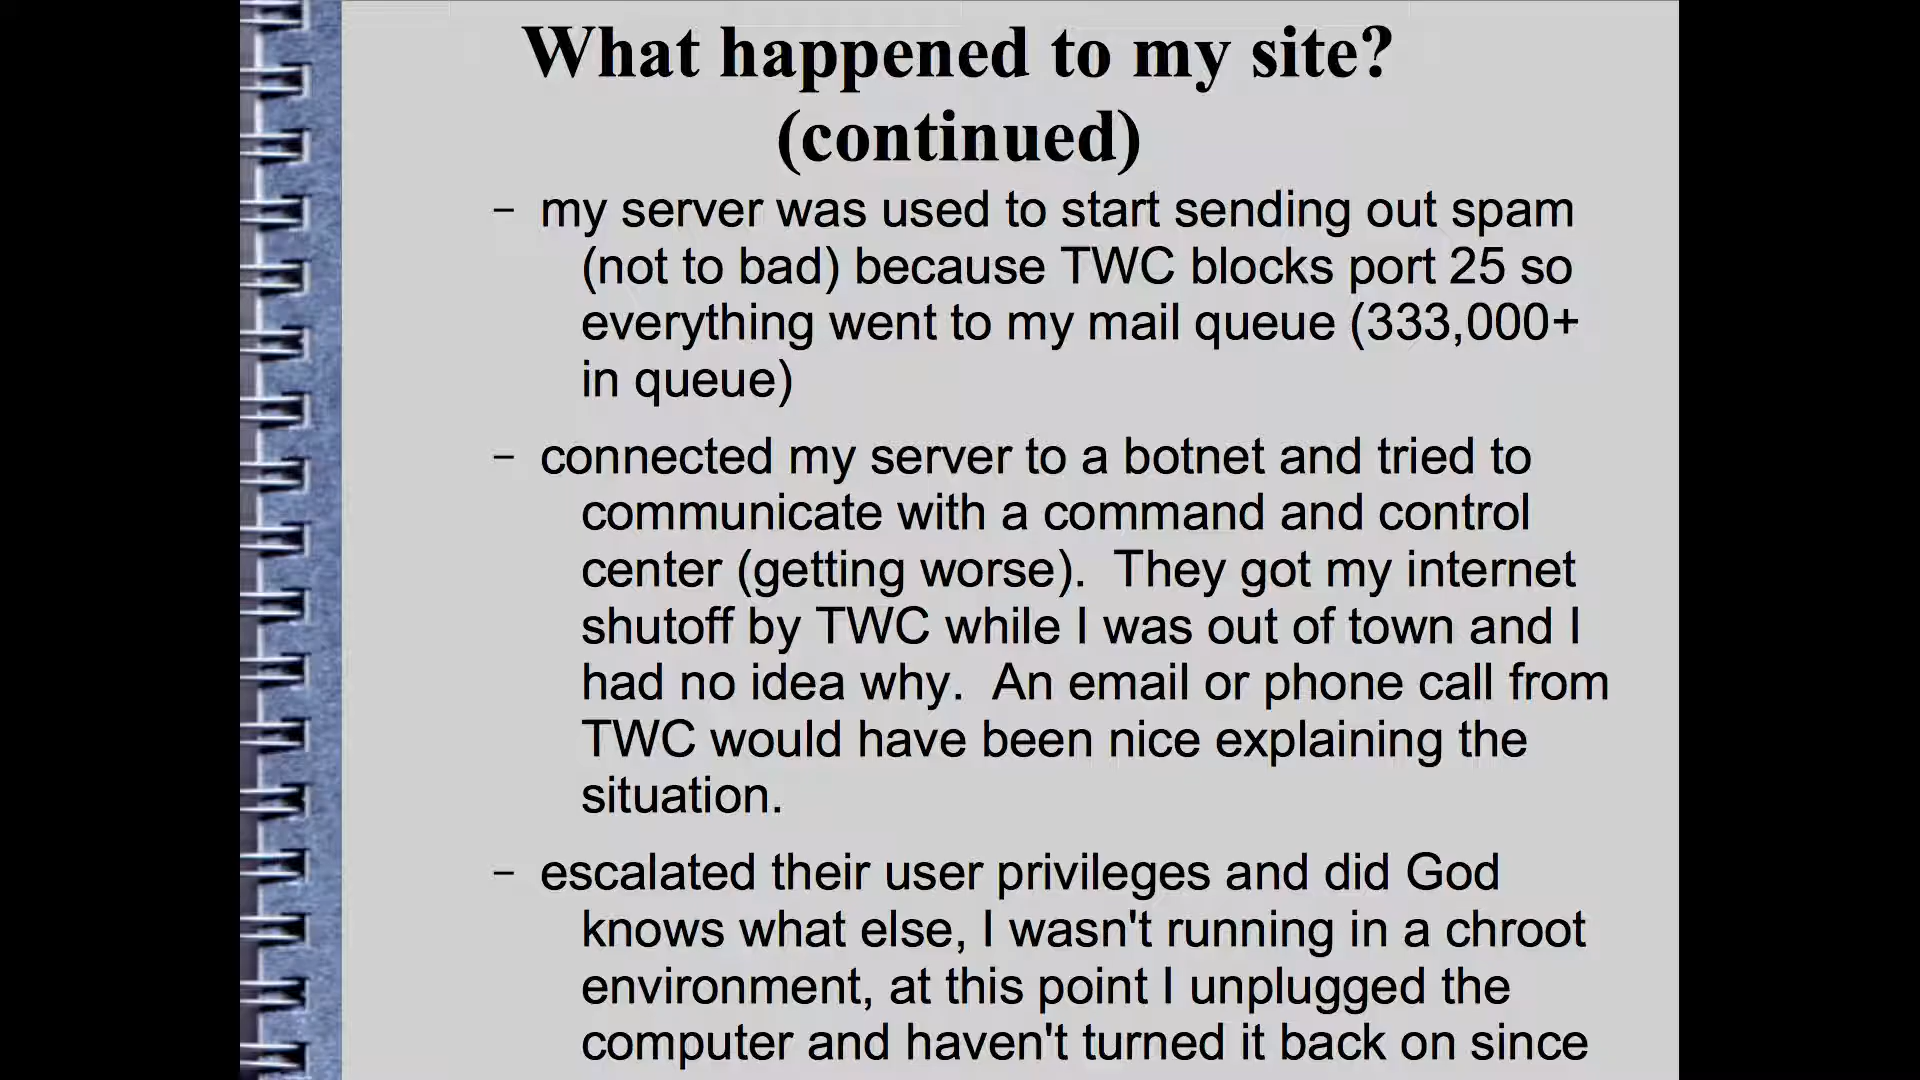 What happened to my site?
(continued)
– my server was used to start sending out spam
(not to bad) because TWC blocks port 25 so
everything went to my mail queue (333,000+
in queue)
– connected my server to a botnet and tried to
communicate with a command and control
center (getting worse).  They got my internet
shutoff by TWC while I was out of town and I
had no idea why.  An email or phone call from
TWC would have been nice explaining the
situation.
– escalated their user privileges and did God
knows what else, I wasn't running in a chroot
environment, at this point I unplugged the
computer and haven't turned it back on since